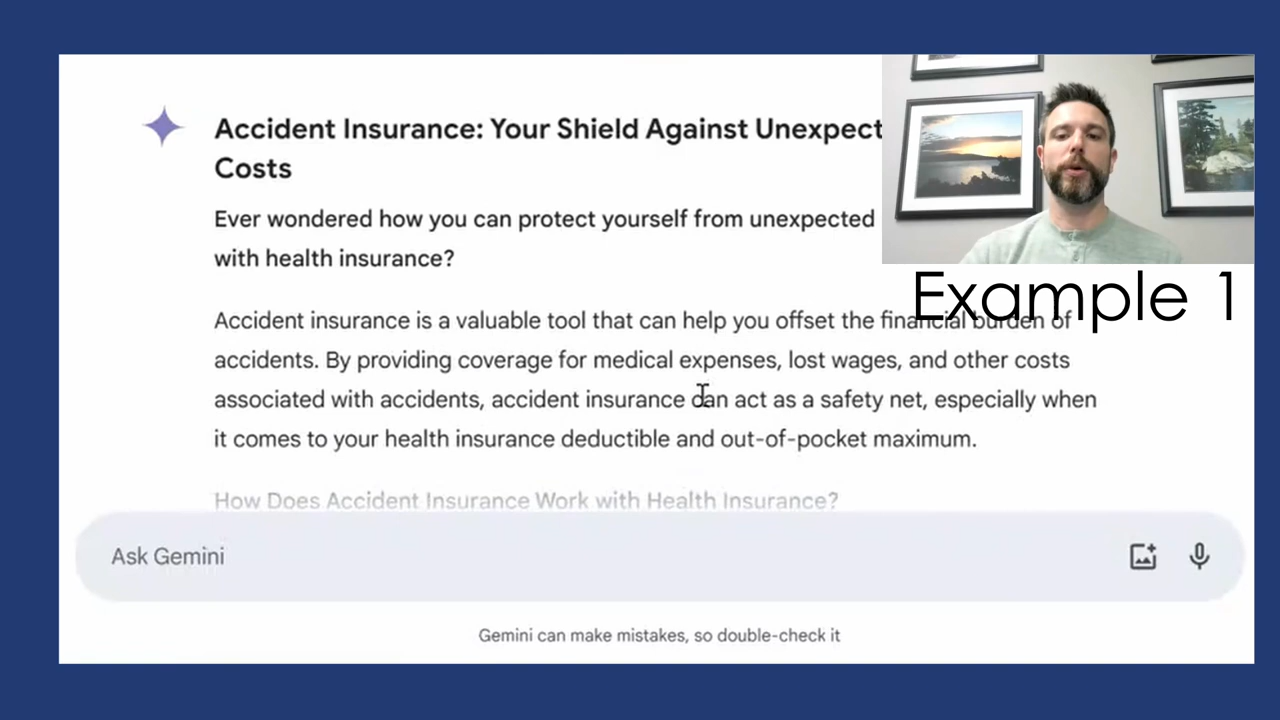 Accident Insurance: Your Shield Against Unexpect
Costs
Ever wondered how you can protect yourself from unexpected
with health insurance?
Example 1
Accident insurance is a valuable tool that can help you offset the financial burden of
accidents. By providing coverage for medical expenses, lost wages, and other costs
associated with accidents, accident insurance can act as a safety net, especially when
it comes to your health insurance deductible and out-of-pocket maximum.
How Does Accident Insurance Work with Health Insurance?
Ask Gemini
Gemini can make mistakes, so double-check it